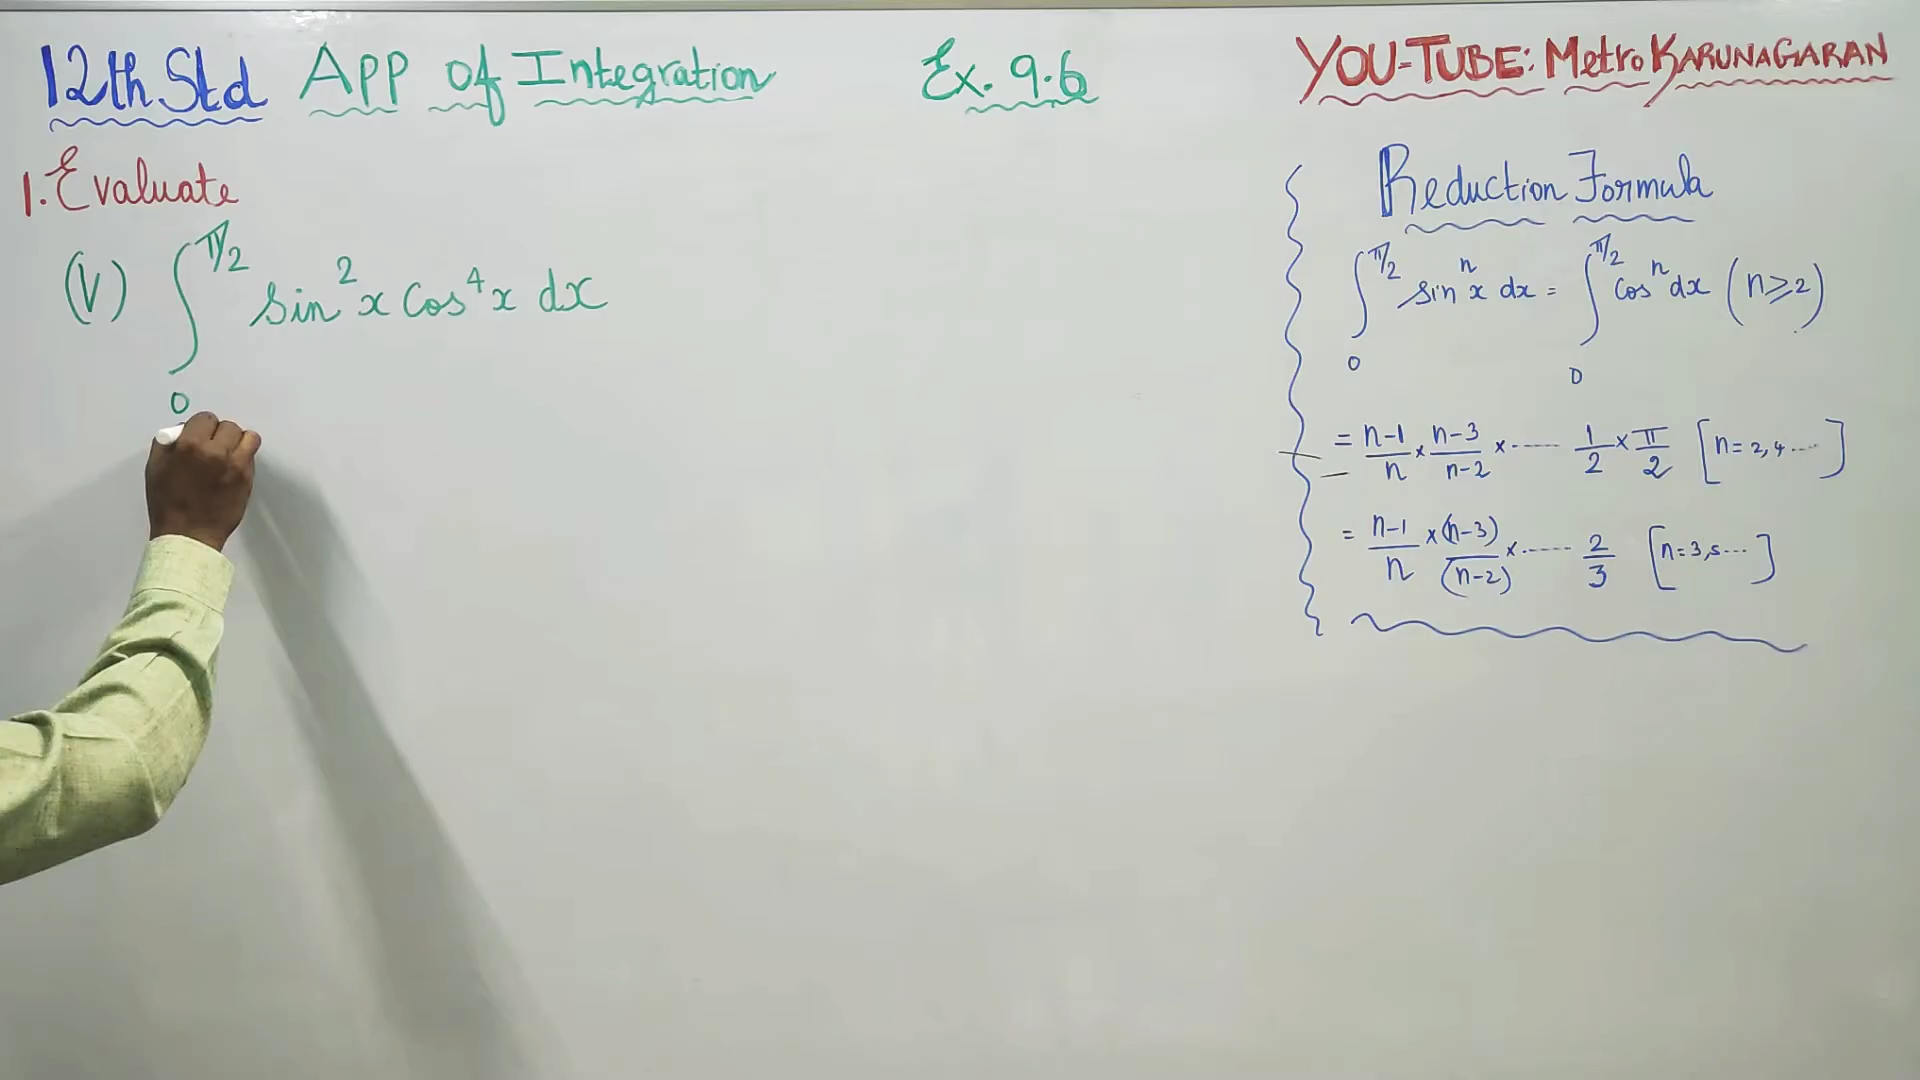 12th Std App of Integration Ex. 9.6 YOU-TUBE: Metro KARUNAGARAN
1. Evaluate
(V) ∫₀^{π/2} sin²x cos⁴x dx
Reduction Formula
∫₀^{π/2} sinⁿx dx = ∫₀^{π/2} cosⁿ dx (n≥2)
= n-1/n × n-3/n-2 × ...... 1/2 × π/2 [n = 2,4 ....]
= n-1/n × (n-3)/(n-2) × ...... 2/3 [n = 3,5 ...]